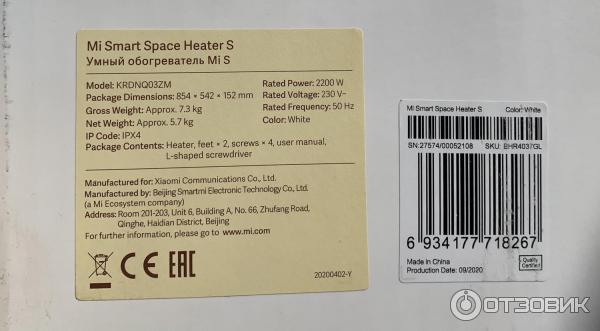 Mi Smart Space Heater S
Умный обогреватель Mi S
Model: KRDNQ03ZM
Package Dimensions: 854 × 542 × 152 mm
Gross Weight: Approx. 7.3 kg
Net Weight: Approx. 5.7 kg
IP Code: IPX4
Rated Power: 2200 W
Rated Voltage: 230 V~
Rated Frequency: 50 Hz
Color: White
Package Contents: Heater, feet × 2, screws × 4, user manual,
L-shaped screwdriver
Manufactured for: Xiaomi Communications Co., Ltd.
Manufactured by: Beijing Smartmi Electronic Technology Co., Ltd.
(a Mi Ecosystem company)
Address: Room 201-203, Unit 6, Building A, No. 66, Zhufang Road,
Qinghe, Haidian District, Beijing
For further information, please go to www.mi.com
CE EAC
20200402-Y
Mi Smart Space Heater S Color: White
SN:27574/00052108 SKU: BHR4037GL
6 934177 718267
Made In China
Production Date: 09/2020
Quality
Certified
ОТЗОВИК